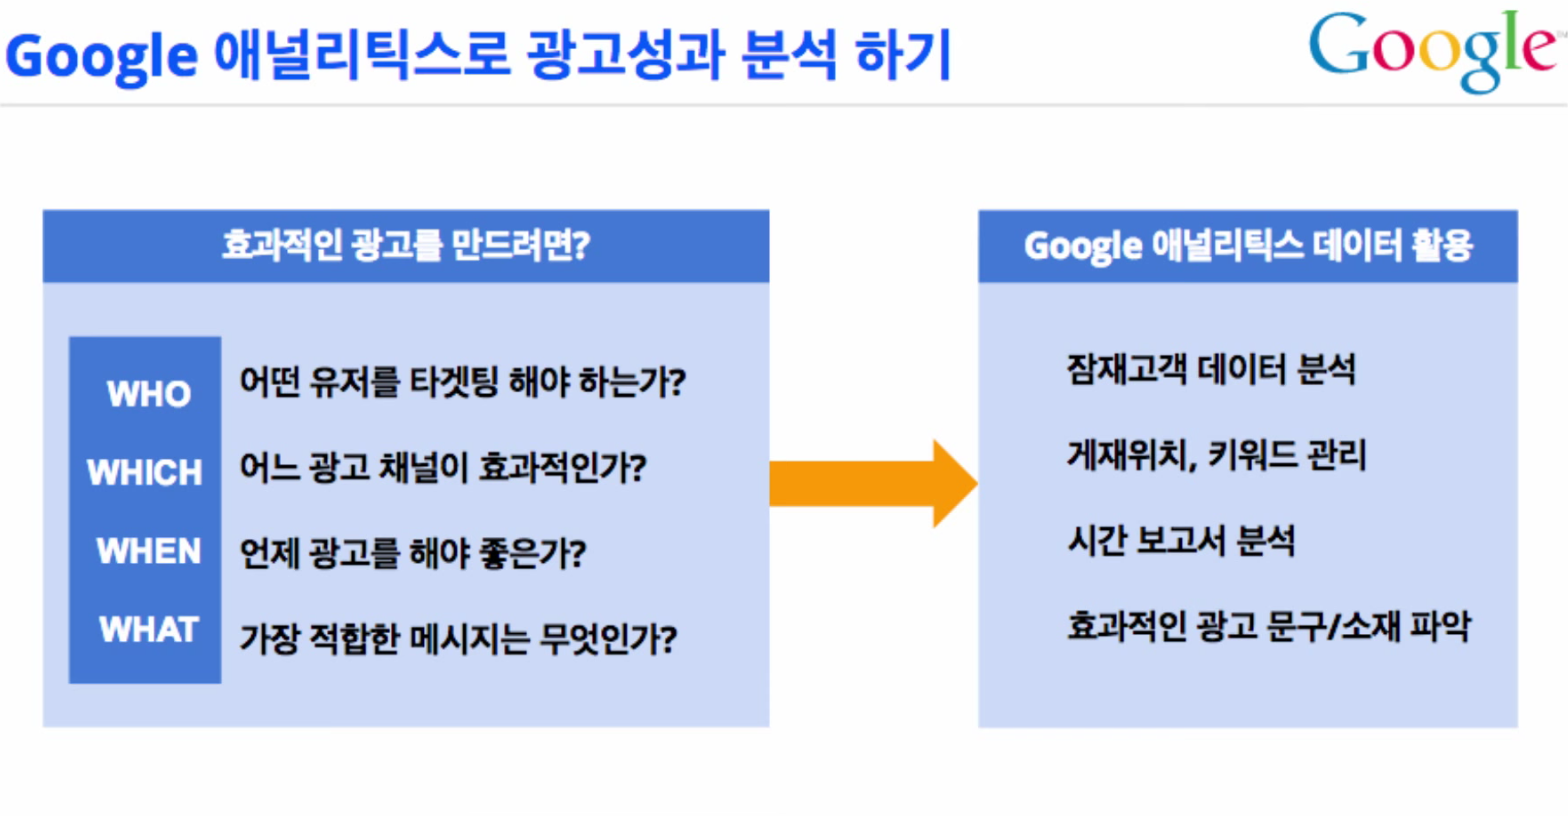 Google 애널리틱스로 광고성과 분석 하기
Google
효과적인 광고를 만드려면?
WHO 어떤 유저를 타겟팅 해야 하는가?
WHICH 어느 광고 채널이 효과적인가?
WHEN 언제 광고를 해야 좋은가?
WHAT 가장 적합한 메시지는 무엇인가?
Google 애널리틱스 데이터 활용
잠재고객 데이터 분석
게재위치, 키워드 관리
시간 보고서 분석
효과적인 광고 문구/소재 파악